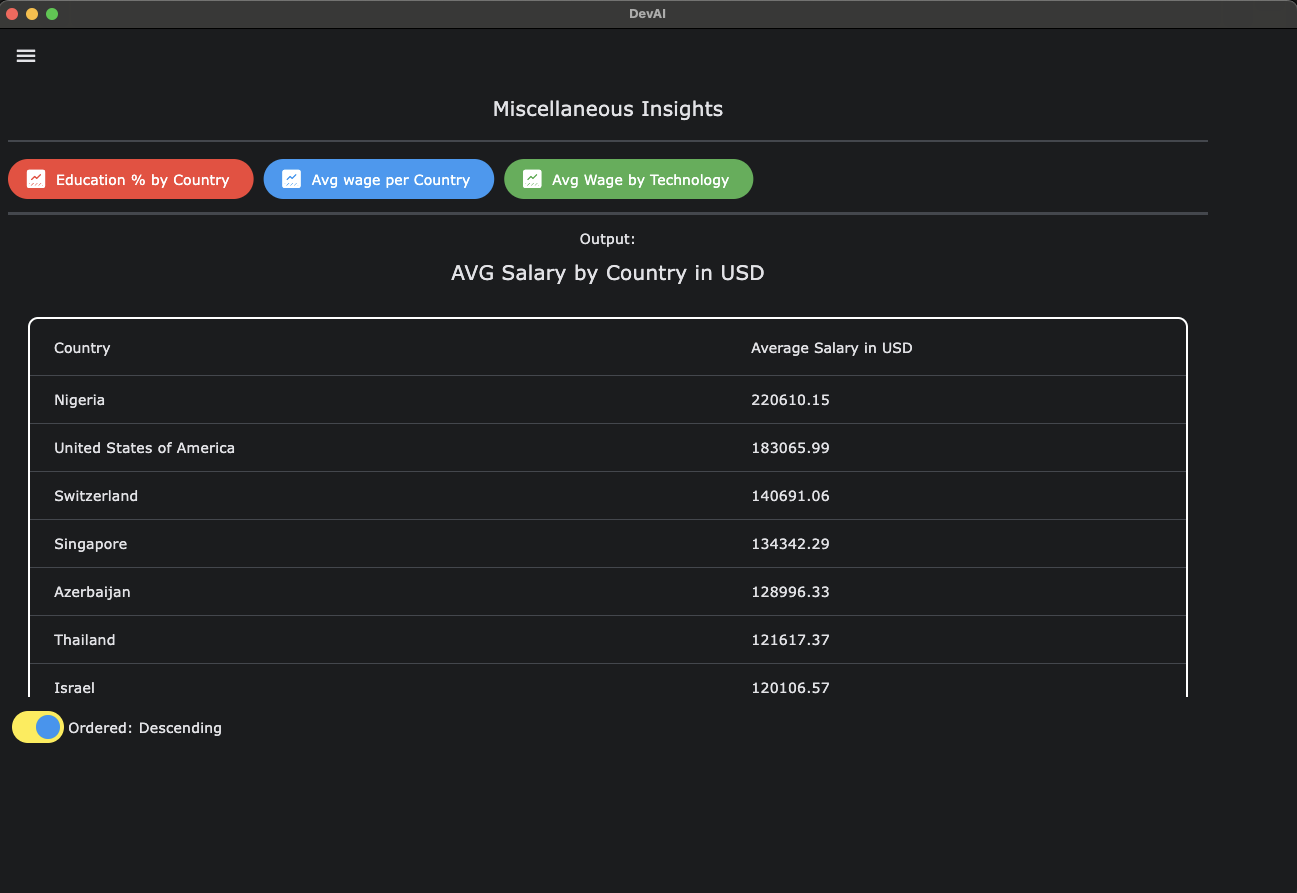 DevAI
Miscellaneous Insights
Education % by Country
Avg wage per Country
Avg Wage by Technology
Output:
AVG Salary by Country in USD
Country Average Salary in USD
Nigeria 220610.15
United States of America 183065.99
Switzerland 140691.06
Singapore 134342.29
Azerbaijan 128996.33
Thailand 121617.37
Israel 120106.57
Ordered: Descending